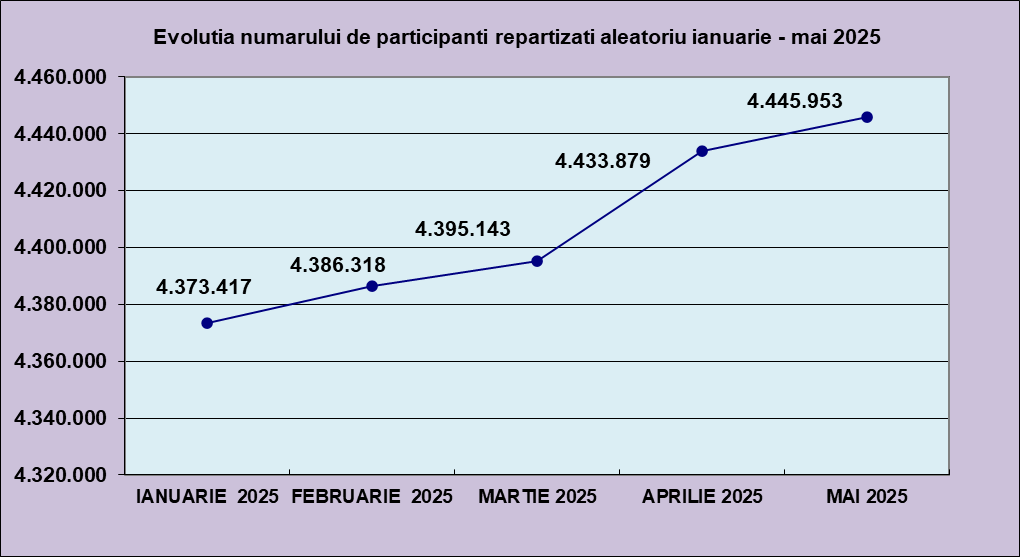 Evolutia numarului de participanti repartizati aleatoriu ianuarie - mai 2025
4.460.000
4.440.000
4.420.000
4.400.000
4.380.000
4.360.000
4.340.000
4.320.000
4.373.417
4.386.318
4.395.143
4.433.879
4.445.953
IANUARIE  2025
FEBRUARIE  2025
MARTIE 2025
APRILIE 2025
MAI 2025